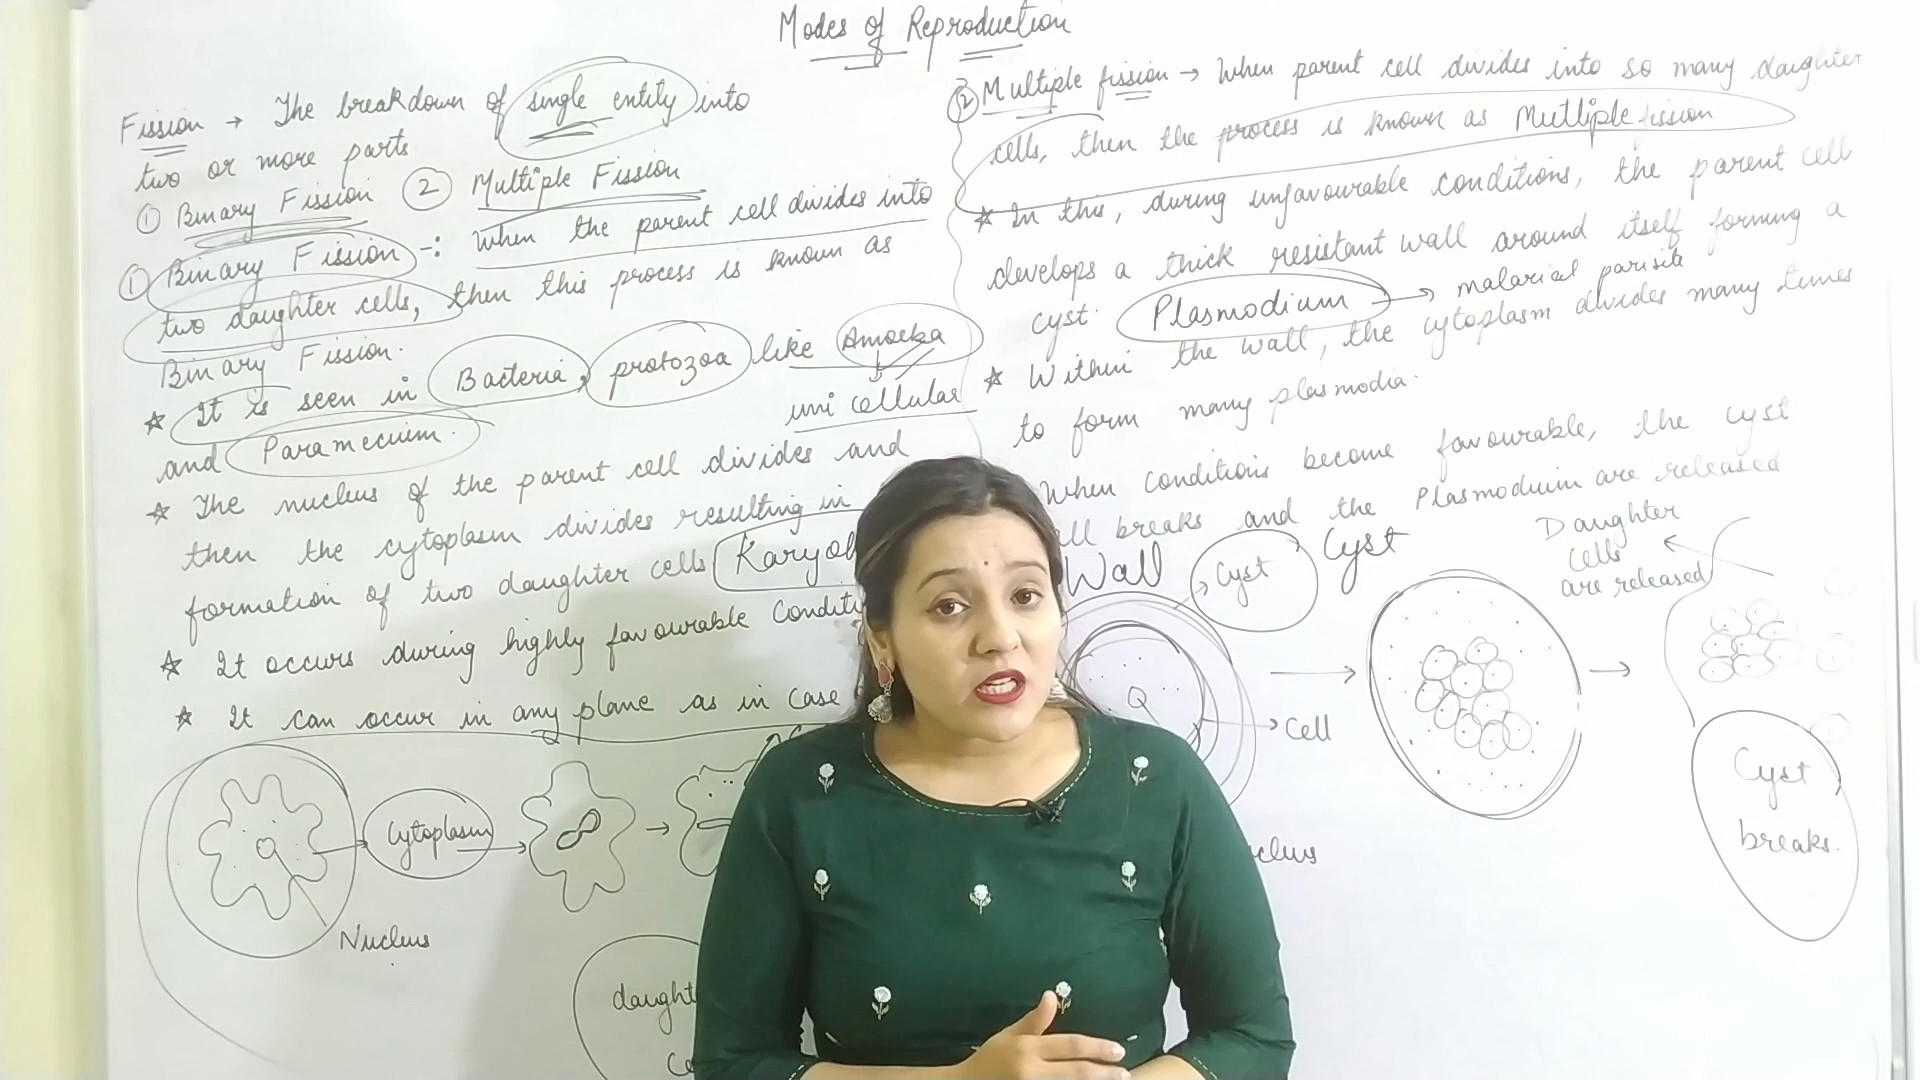 Modes of Reproduction
Fission → The breakdown of single entity into
two or more parts
① Binary Fission ② Multiple Fission
① Binary Fission -: When the parent cell divides into
two daughter cells, then this process is known as
Binary Fission.
☆ It is seen in Bacteria, protozoa like Amoeba
uni cellular
and Paramecium.
☆ The nucleus of the parent cell divides and
then the cytoplasm divides resulting in
formation of two daughter cells
☆ It occurs during highly favourable
☆ It can occur in any plane as in case
Cytoplasm
Nucleus
② Multiple fission → When parent cell divides into so many daughter
cells, then the process is known as Mutliple fission
☆ In this, during unfavourable conditions, the parent cell
develops a thick resistant wall around itself forming a
cyst. Plasmodium → malarial parisite
☆ Within the wall, the cytoplasm divides many times
to form many plasmodia.
When conditions become favourable, the cyst
breaks and the Plasmodium are released
Wall
Cyst
Cyst
Daughter
cells
are released
Cell
Cyst
breaks.